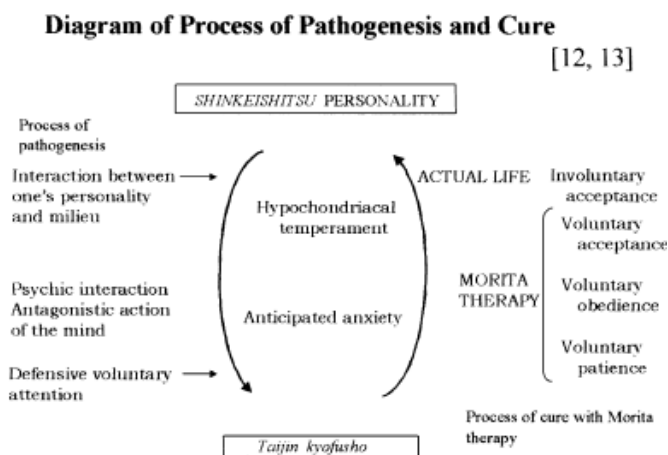 Diagram of Process of Pathogenesis and Cure
[12, 13]
SHINKEISHITSU PERSONALITY
Process of
pathogenesis
Interaction between
one's personality
and milieu
Psychic interaction
Antagonistic action
of the mind
Defensive voluntary
attention
Hypochondriacal
temperament
Anticipated anxiety
ACTUAL LIFE
Involuntary
acceptance
MORITA
THERAPY
Voluntary
acceptance
Voluntary
obedience
Voluntary
patience
Process of cure with Morita
therapy
Taijin kyofusho